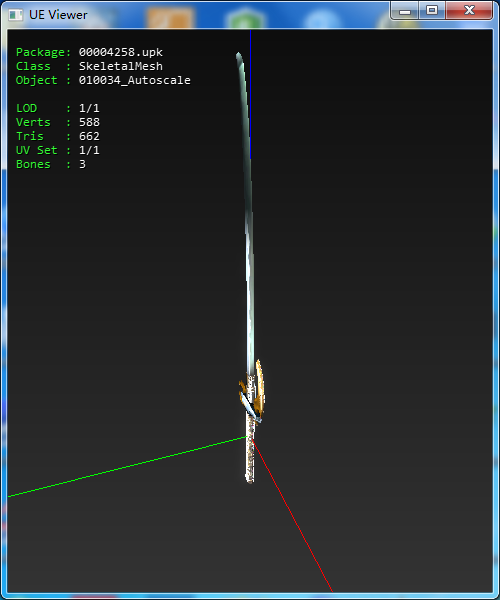 UE Viewer
Package: 00004258.upk
Class : SkeletalMesh
Object : 010034_Autoscale
LOD : 1/1
Verts : 588
Tris : 662
UV Set : 1/1
Bones : 3